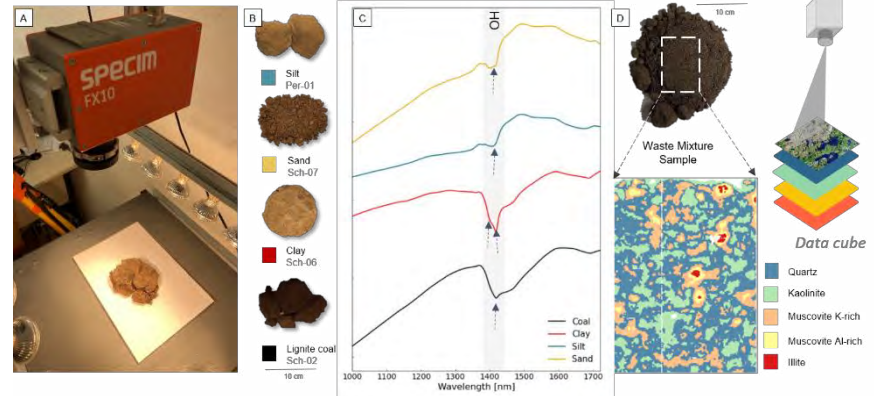 A
SPECIM
FX10
B
Silt
Per-01
Sand
Sch-07
Clay
Sch-06
Lignite coal
Sch-02
10 cm
C
OH
Coal
Clay
Silt
Sand
1000 1100 1200 1300 1400 1500 1600 1700
Wavelength [nm]
D
10 cm
Waste Mixture
Sample
Data cube
Quartz
Kaolinite
Muscovite K-rich
Muscovite Al-rich
Illite